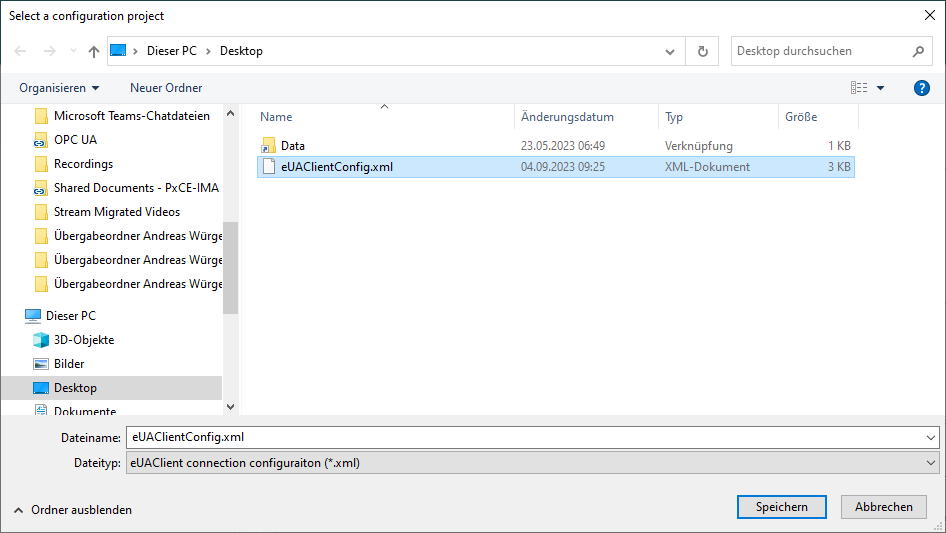 Select a configuration project
Dieser PC
Desktop
Desktop durchsuchen
Organisieren
Neuer Ordner
?
Microsoft Teams-Chatdateien
OPC UA
Recordings
Shared Documents - PxCE-IMA
Stream Migrated Videos
Übergabeordner Andreas Würge
Übergabeordner Andreas Würge
Übergabeordner Andreas Würge
Dieser PC
3D-Objekte
Bilder
Desktop
Dokumente
Name Änderungsdatum Typ Größe
Data 23.05.2023 06:49 Verknüpfung 1 KB
eUAClientConfig.xml 04.09.2023 09:25 XML-Dokument 3 KB
Dateiname: eUAClientConfig.xml
Dateityp: eUAClient connection configuraiton (*.xml)
Ordner ausblenden
Speichern
Abbrechen